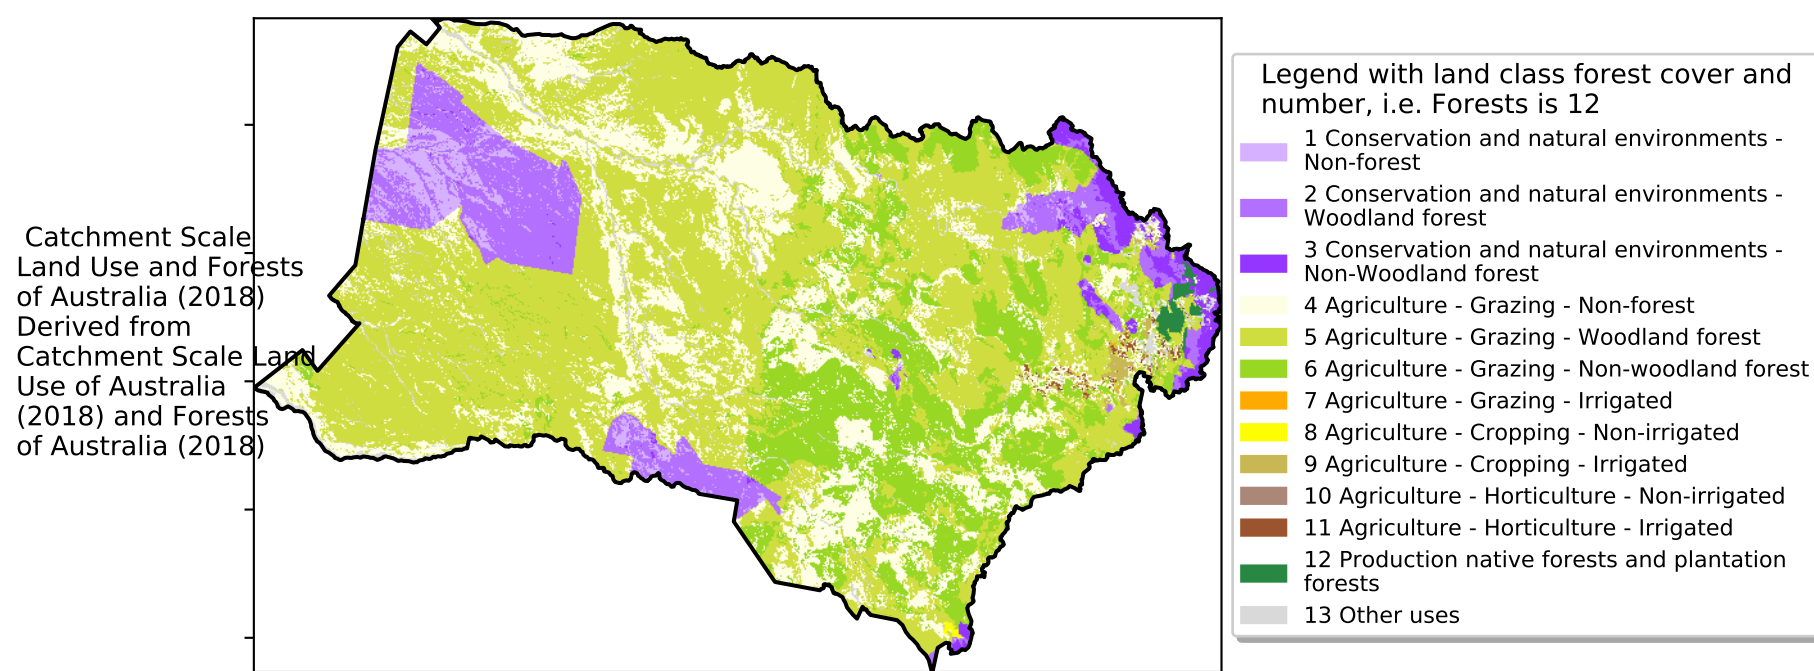 Catchment Scale
Land Use and Forests
of Australia (2018)
Derived from
Catchment Scale Land
Use of Australia
(2018) and Forests
of Australia (2018)
Legend with land class forest cover and
number, i.e. Forests is 12
1 Conservation and natural environments -
Non-forest
2 Conservation and natural environments -
Woodland forest
3 Conservation and natural environments -
Non-Woodland forest
4 Agriculture - Grazing - Non-forest
5 Agriculture - Grazing - Woodland forest
6 Agriculture - Grazing - Non-woodland forest
7 Agriculture - Grazing - Irrigated
8 Agriculture - Cropping - Non-irrigated
9 Agriculture - Cropping - Irrigated
10 Agriculture - Horticulture - Non-irrigated
11 Agriculture - Horticulture - Irrigated
12 Production native forests and plantation
forests
13 Other uses